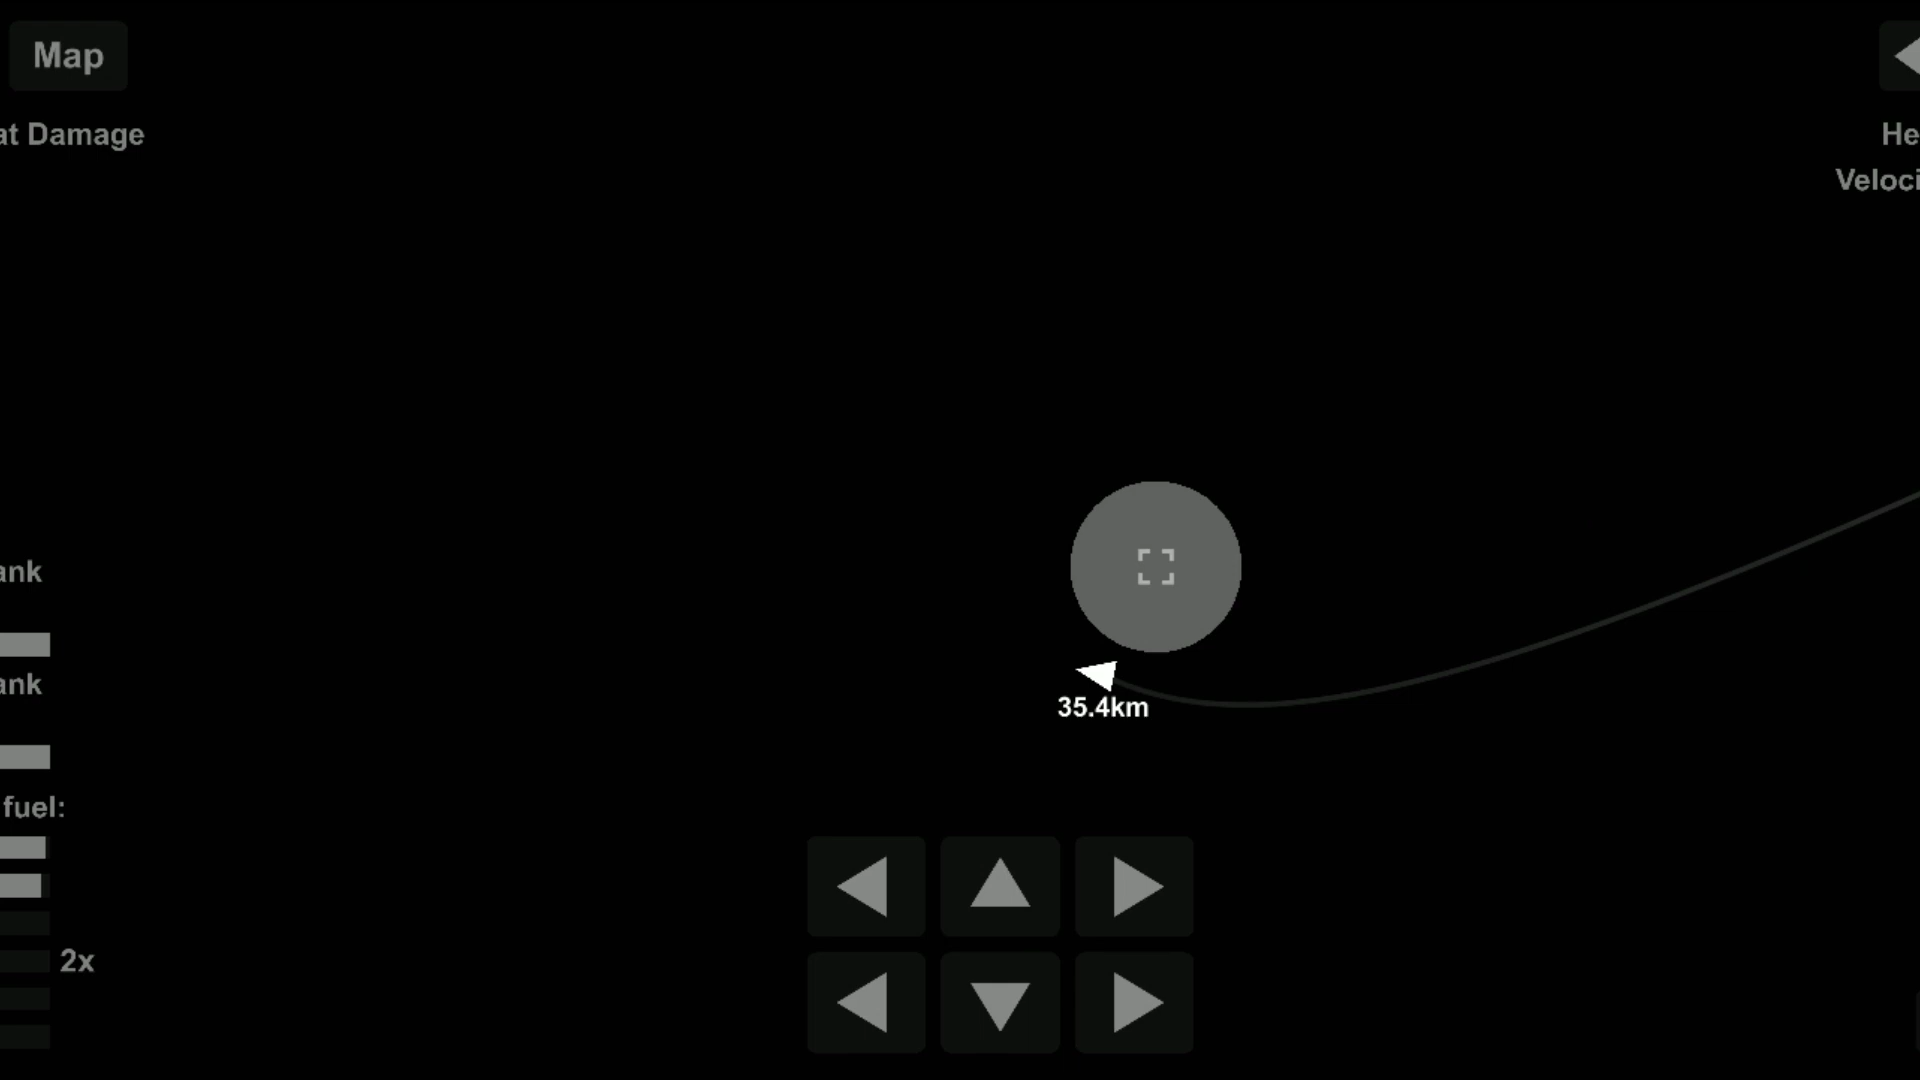 Map
at Damage
He
Veloci
ank
ank
35.4km
fuel:
2x